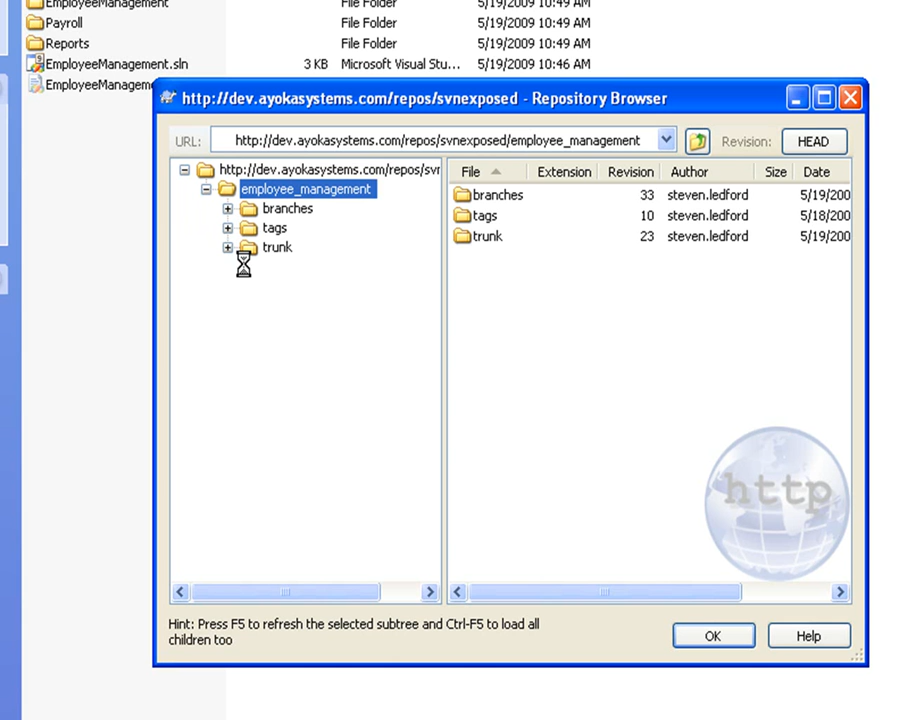 EmployeeManagement File Folder 5/19/2009 10:49 AM
Payroll File Folder 5/19/2009 10:49 AM
Reports File Folder 5/19/2009 10:49 AM
EmployeeManagement.sln 3 KB Microsoft Visual Stu... 5/19/2009 10:46 AM
EmployeeManageme
http://dev.ayokasystems.com/repos/svnexposed - Repository Browser
URL: http://dev.ayokasystems.com/repos/svnexposed/employee_management Revision: HEAD
http://dev.ayokasystems.com/repos/svn
employee_management
branches
tags
trunk
File Extension Revision Author Size Date
branches 33 steven.ledford 5/19/200
tags 10 steven.ledford 5/18/200
trunk 23 steven.ledford 5/19/200
http
Hint: Press F5 to refresh the selected subtree and Ctrl-F5 to load all
children too
OK Help